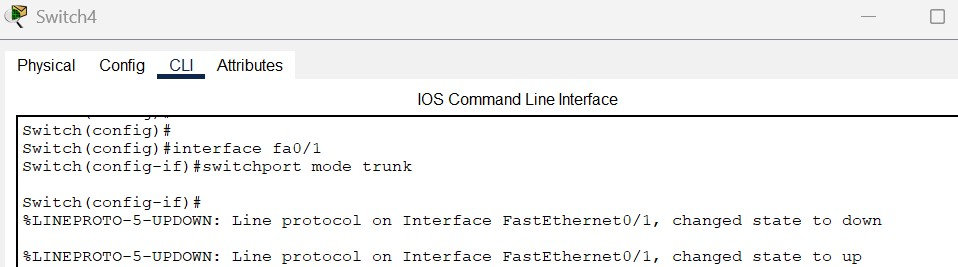 Switch4
Physical Config CLI Attributes
IOS Command Line Interface
Switch(config)#
Switch(config)#interface fa0/1
Switch(config-if)#switchport mode trunk
Switch(config-if)#
%LINEPROTO-5-UPDOWN: Line protocol on Interface FastEthernet0/1, changed state to down
%LINEPROTO-5-UPDOWN: Line protocol on Interface FastEthernet0/1, changed state to up